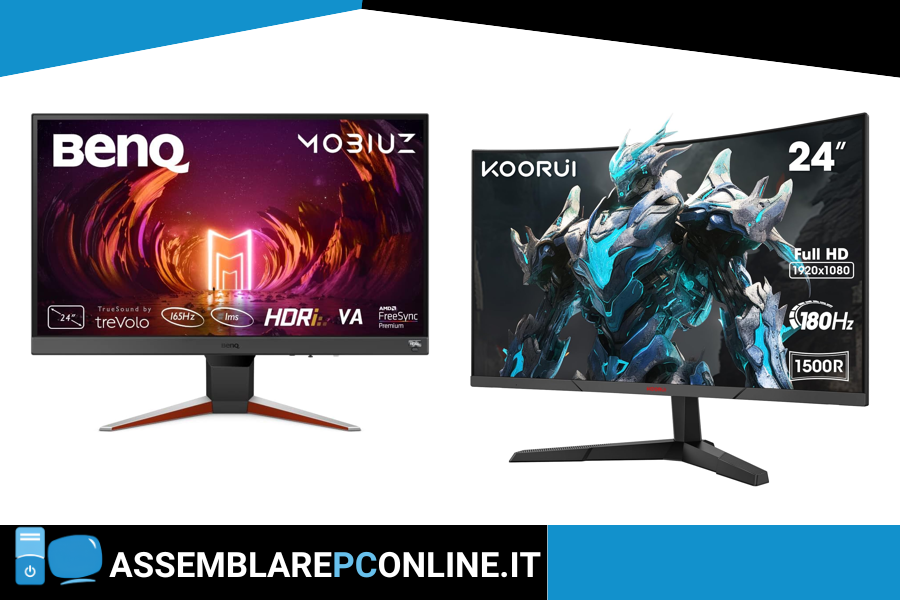 BenQ
MOBIUZ
24"
TrueSound by
treVolo
165Hz
1ms
HDRi
VA
AMD
FreeSync
Premium
BenQ
KOORUI
24"
Full HD
1920x1080
180Hz
1500R
ASSEMBLAREPCONLINE.IT